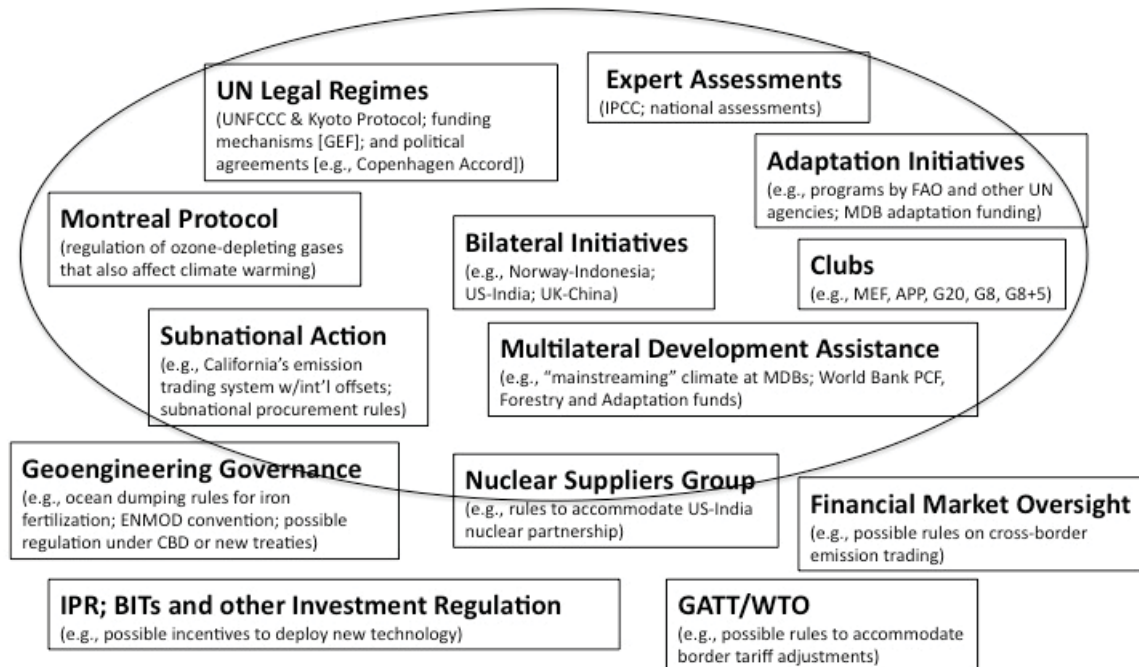 UN Legal Regimes
(UNFCCC & Kyoto Protocol; funding
mechanisms [GEF]; and political
agreements [e.g., Copenhagen Accord])
Expert Assessments
(IPCC; national assessments)
Adaptation Initiatives
(e.g., programs by FAO and other UN
agencies; MDB adaptation funding)
Montreal Protocol
(regulation of ozone-depleting gases
that also affect climate warming)
Bilateral Initiatives
(e.g., Norway-Indonesia;
US-India; UK-China)
Clubs
(e.g., MEF, APP, G20, G8, G8+5)
Subnational Action
(e.g., California's emission
trading system w/int'l offsets;
subnational procurement rules)
Multilateral Development Assistance
(e.g., "mainstreaming" climate at MDBs; World Bank PCF,
Forestry and Adaptation funds)
Geoengineering Governance
(e.g., ocean dumping rules for iron
fertilization; ENMOD convention; possible
regulation under CBD or new treaties)
Nuclear Suppliers Group
(e.g., rules to accommodate US-India
nuclear partnership)
Financial Market Oversight
(e.g., possible rules on cross-border
emission trading)
IPR; BITs and other Investment Regulation
(e.g., possible incentives to deploy new technology)
GATT/WTO
(e.g., possible rules to accommodate
border tariff adjustments)